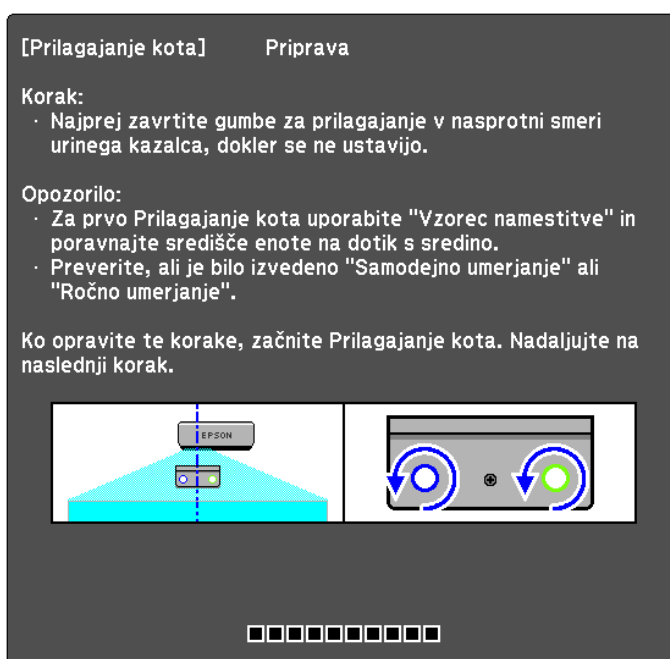 [Prilagajanje kota] Priprava
Korak:
· Najprej zavrtite gumbe za prilagajanje v nasprotni smeri
urinega kazalca, dokler se ne ustavijo.
Opozorilo:
· Za prvo Prilagajanje kota uporabite "Vzorec namestitve" in
poravnajte središče enote na dotik s sredino.
· Preverite, ali je bilo izvedeno "Samodejno umerjanje" ali
"Ročno umerjanje".
Ko opravite te korake, začnite Prilagajanje kota. Nadaljujte na
naslednji korak.
EPSON